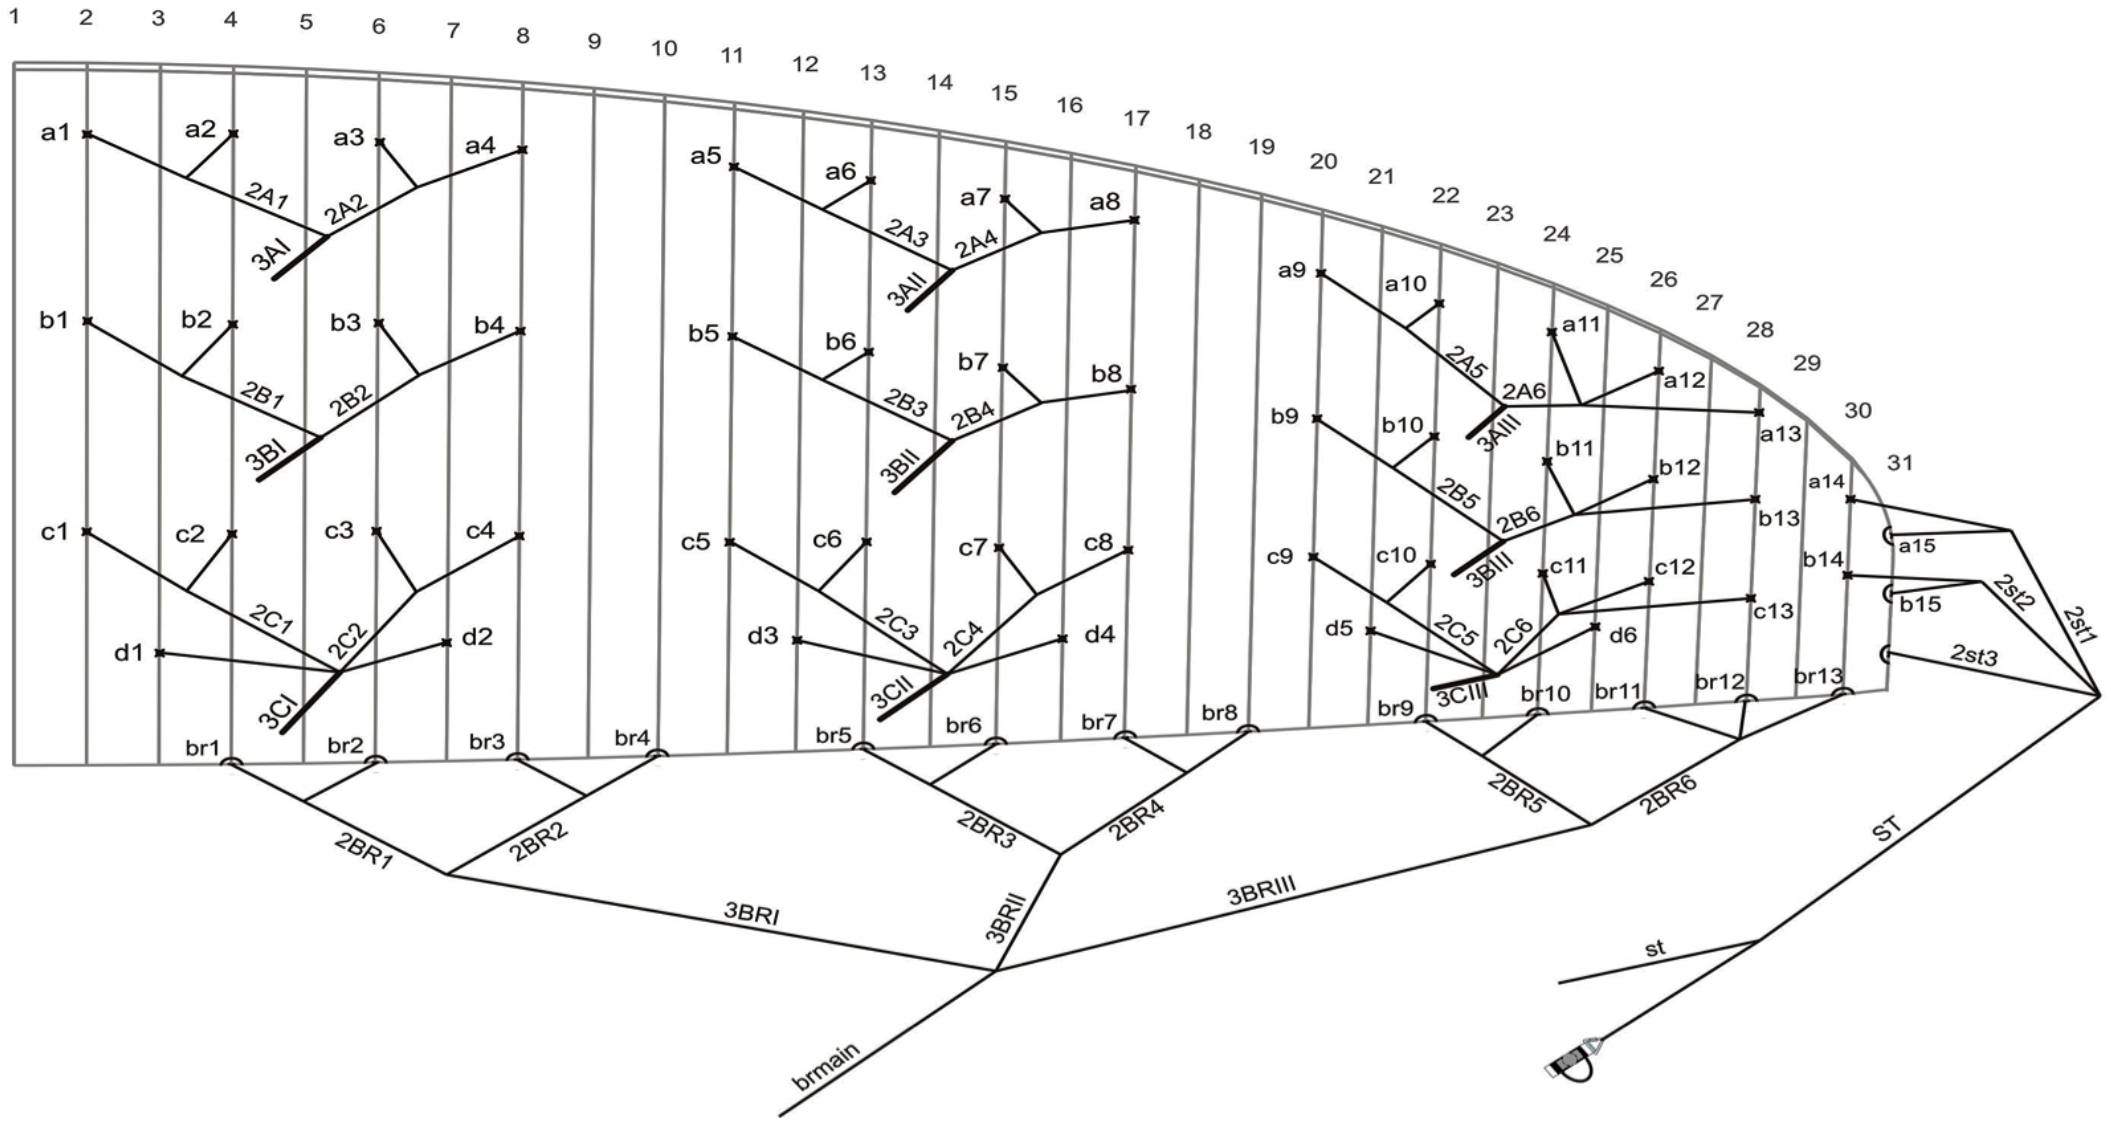 1 2 3 4 5 6 7 8 9 10 11 12 13 14 15 16 17 18 19 20 21 22 23 24 25 26 27 28 29 30 31
a1 a2 a3 a4
2A1 2A2
3AI
b1 b2 b3 b4
2B1 2B2
3BI
c1 c2 c3 c4
2C1 2C2
d1 d2
3CI
a5 a6 a7 a8
2A3 2A4
3AII
b5 b6 b7 b8
2B3 2B4
3BII
c5 c6 c7 c8
2C3 2C4
d3 d4
3CII
a9 a10 a11 a12 a13
2A5 2A6
3AIII
b9 b10 b11 b12 b13
2B5 2B6
3BIII
c9 c10 c11 c12 c13
2C5 2C6
d5 d6
3CIII
a14 a15
b14 b15
2st2 2st1
2st3
br1 br2 br3 br4 br5 br6 br7 br8 br9 br10 br11 br12 br13
2BR1 2BR2 2BR3 2BR4 2BR5 2BR6
3BRI 3BRII 3BRIII
ST
st
brmain